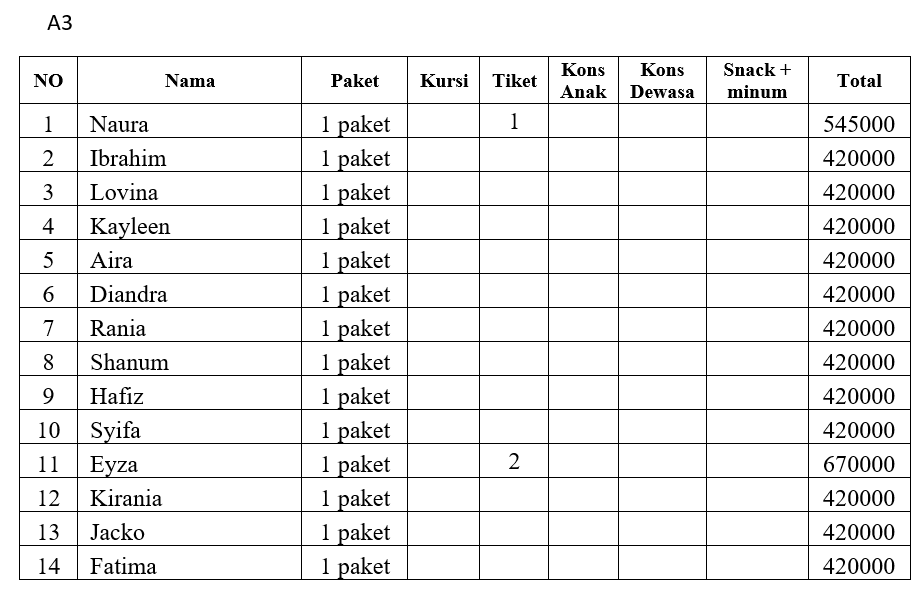 A3
NO Nama Paket Kursi Tiket Kons Anak Kons Dewasa Snack + minum Total
1 Naura 1 paket 1 545000
2 Ibrahim 1 paket 420000
3 Lovina 1 paket 420000
4 Kayleen 1 paket 420000
5 Aira 1 paket 420000
6 Diandra 1 paket 420000
7 Rania 1 paket 420000
8 Shanum 1 paket 420000
9 Hafiz 1 paket 420000
10 Syifa 1 paket 420000
11 Eyza 1 paket 2 670000
12 Kirania 1 paket 420000
13 Jacko 1 paket 420000
14 Fatima 1 paket 420000